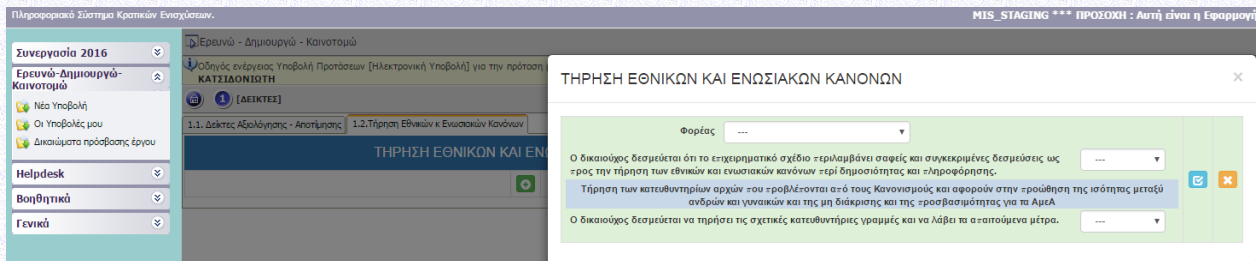 Πληροφοριακό Σύστημα Κρατικών Ενισχύσεων.
MIS_STAGING *** ΠΡΟΣΟΧΗ : Αυτή είναι η Εφαρμογή
Συνεργασία 2016
Ερευνώ-Δημιουργώ-
Καινοτομώ
Νέα Υποβολή
Οι Υποβολές μου
Δικαιώματα πρόσβασης έργου
Helpdesk
Βοηθητικά
Γενικά
Ερευνώ - Δημιουργώ - Καινοτομώ
Οδηγός ενέργειας Υποβολή Προτάσεων [Ηλεκτρονική Υποβολή] για την πρόταση
ΚΑΤΣΙΔΟΝΙΩΤΗ
1 [ΔΕΙΚΤΕΣ]
1.1. Δείκτες Αξιολόγησης - Αποτίμησης
1.2.Τήρηση Εθνικών κ Ενωσιακών Κανόνων
ΤΗΡΗΣΗ ΕΘΝΙΚΩΝ ΚΑΙ ΕΝ
ΤΗΡΗΣΗ ΕΘΝΙΚΩΝ ΚΑΙ ΕΝΩΣΙΑΚΩΝ ΚΑΝΟΝΩΝ
×
Φορέας ---
Ο δικαιούχος δεσμεύεται ότι το επιχειρηματικό σχέδιο περιλαμβάνει σαφείς και συγκεκριμένες δεσμεύσεις ως
προς την τήρηση των εθνικών και ενωσιακών κανόνων περί δημοσιότητας και πληροφόρησης.
---
Τήρηση των κατευθυντηρίων αρχών που προβλέπονται από τους Κανονισμούς και αφορούν στην προώθηση της ισότητας μεταξύ
ανδρών και γυναικών και της μη διάκρισης και της προσβασιμότητας για τα ΑμεΑ
Ο δικαιούχος δεσμεύεται να τηρήσει τις σχετικές κατευθυντήριες γραμμές και να λάβει τα απαιτούμενα μέτρα. ---